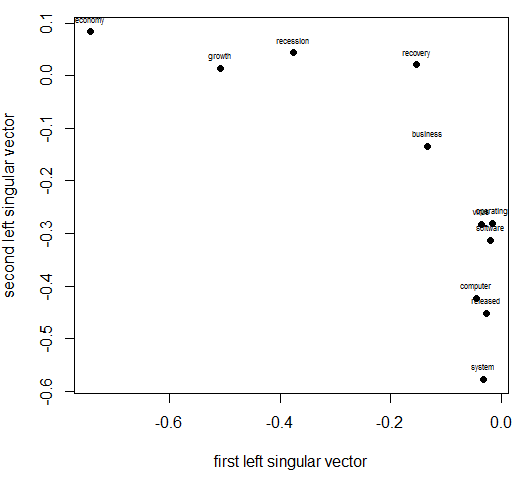 0.1
economy
recession
growth
recovery
0.0
business
-0.1
-0.2
operating
software
-0.3
computer
released
-0.4
system
-0.5
-0.6
second left singular vector
-0.6
-0.4
-0.2
0.0
first left singular vector